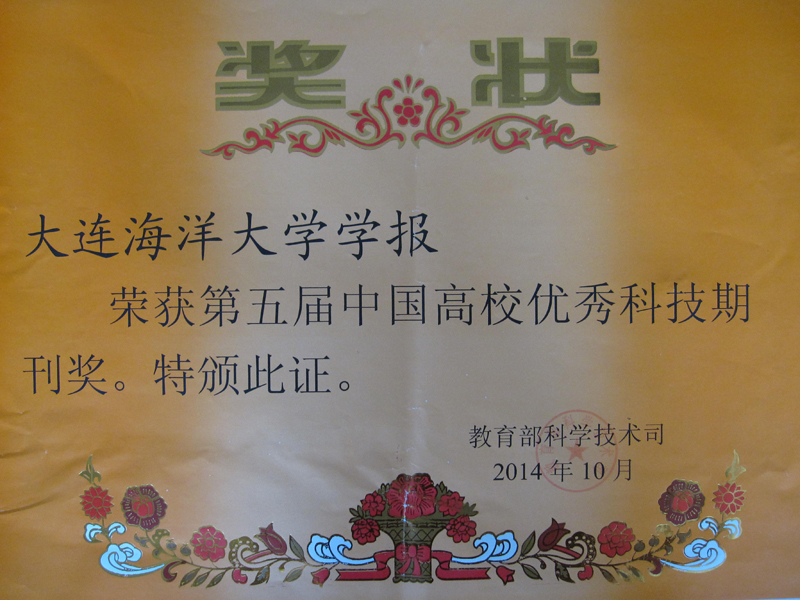 奖状
大连海洋大学学报
荣获第五届中国高校优秀科技期
刊奖。特颁此证。
教育部科学技术司
2014年10月